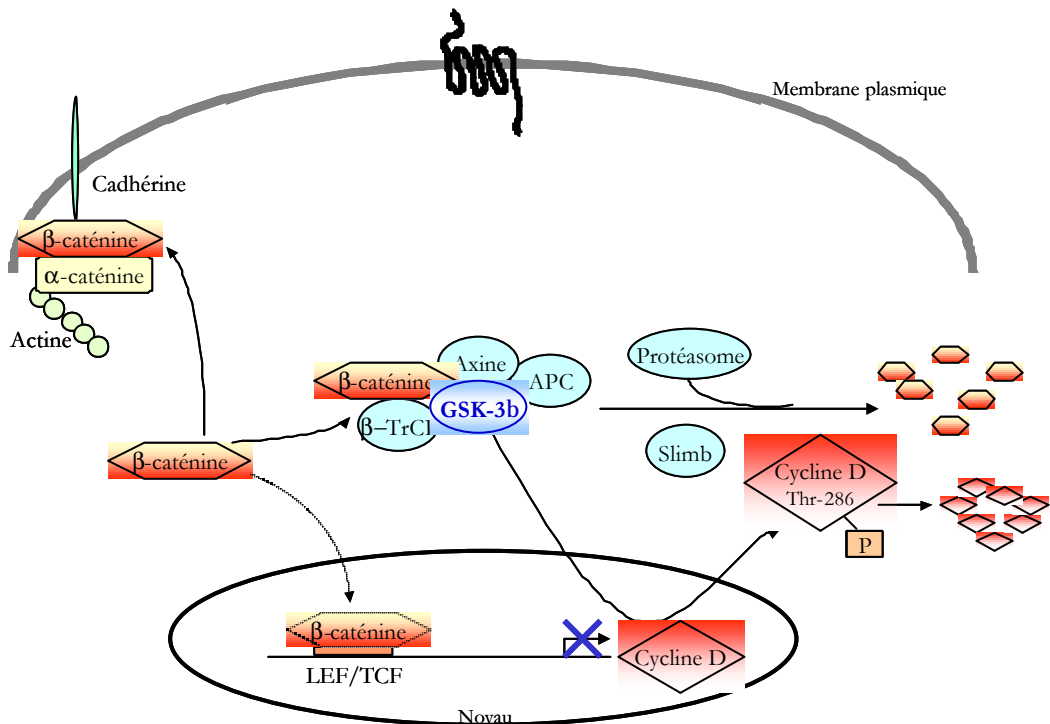 Membrane plasmique
Cadhérine
β-caténine
α-caténine
Actine
Axine
Protéasome
β-caténine
APC
GSK-3b
β-TrCP
Slimb
β-caténine
Cycline D
Thr-286
P
β-caténine
LEF/TCF
Cycline D
Noyau